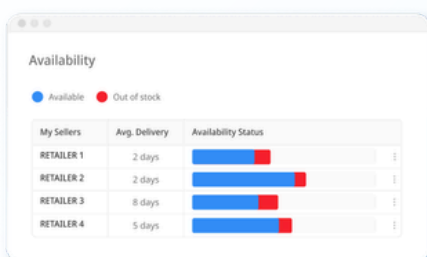 Availability
Available Out of stock
My Sellers Avg. Delivery Availability Status
RETAILER 1 2 days
RETAILER 2 2 days
RETAILER 3 8 days
RETAILER 4 5 days